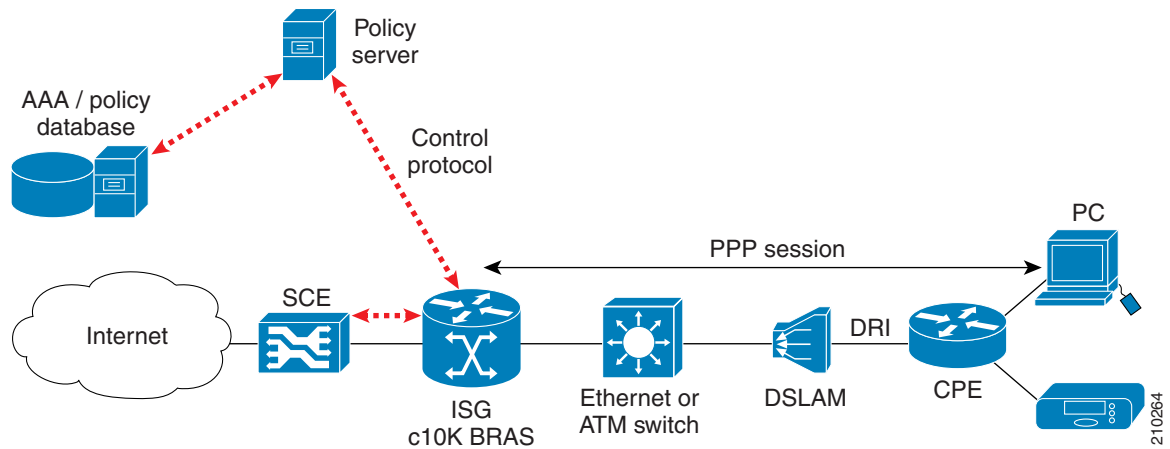 Policy
server
AAA / policy
database
Control
protocol
PC
PPP session
SCE
Internet
DRI
ISG
c10K BRAS
Ethernet or
ATM switch
DSLAM
CPE
210264